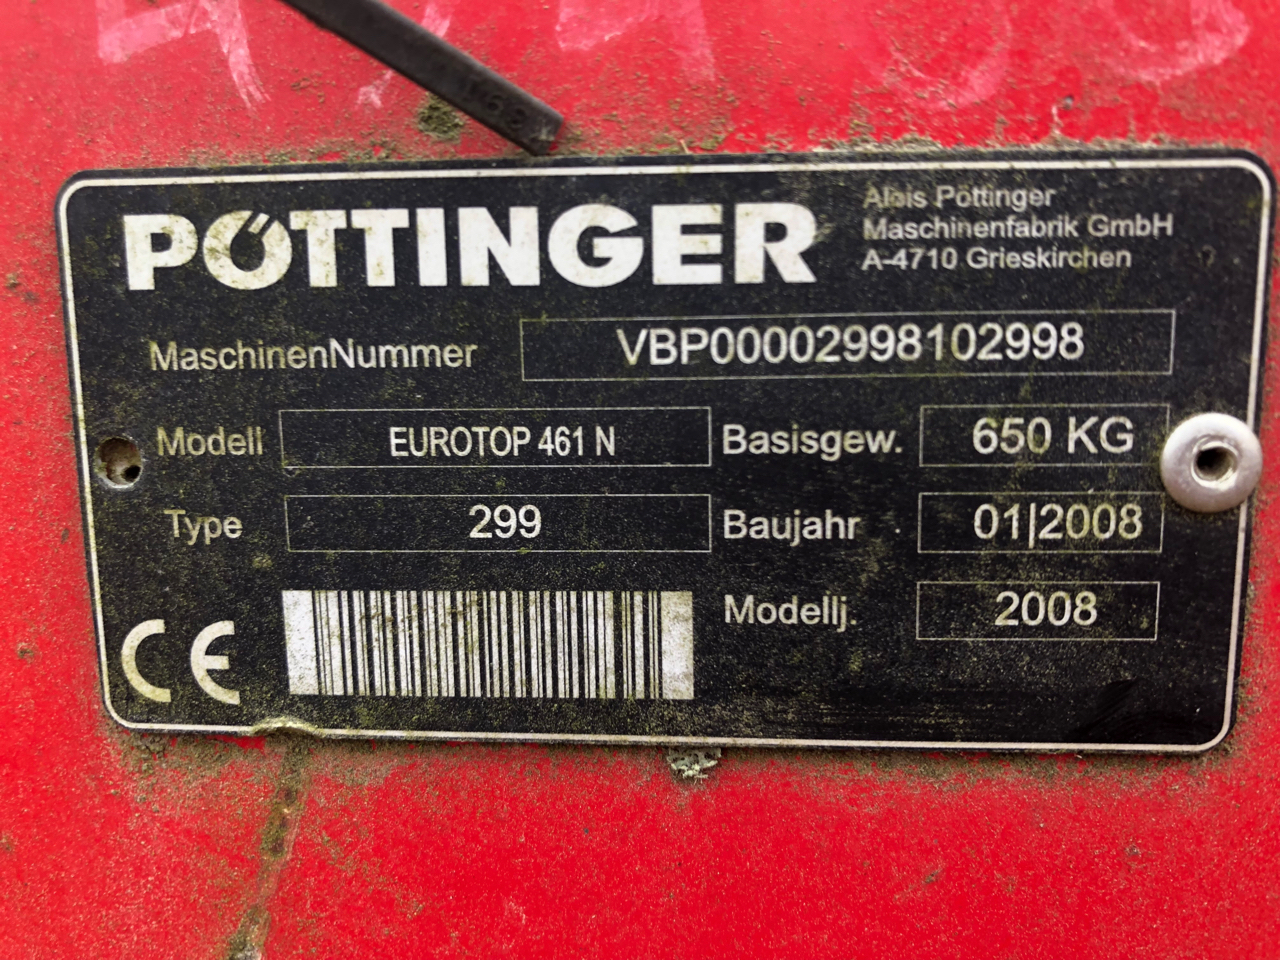 PÖTTINGER
Alois Pöttinger
Maschinenfabrik GmbH
A-4710 Grieskirchen
MaschinenNummer VBP00002998102998
Modell EUROTOP 461 N Basisgew. 650 KG
Type 299 Baujahr 01|2008
Modellj. 2008
CE